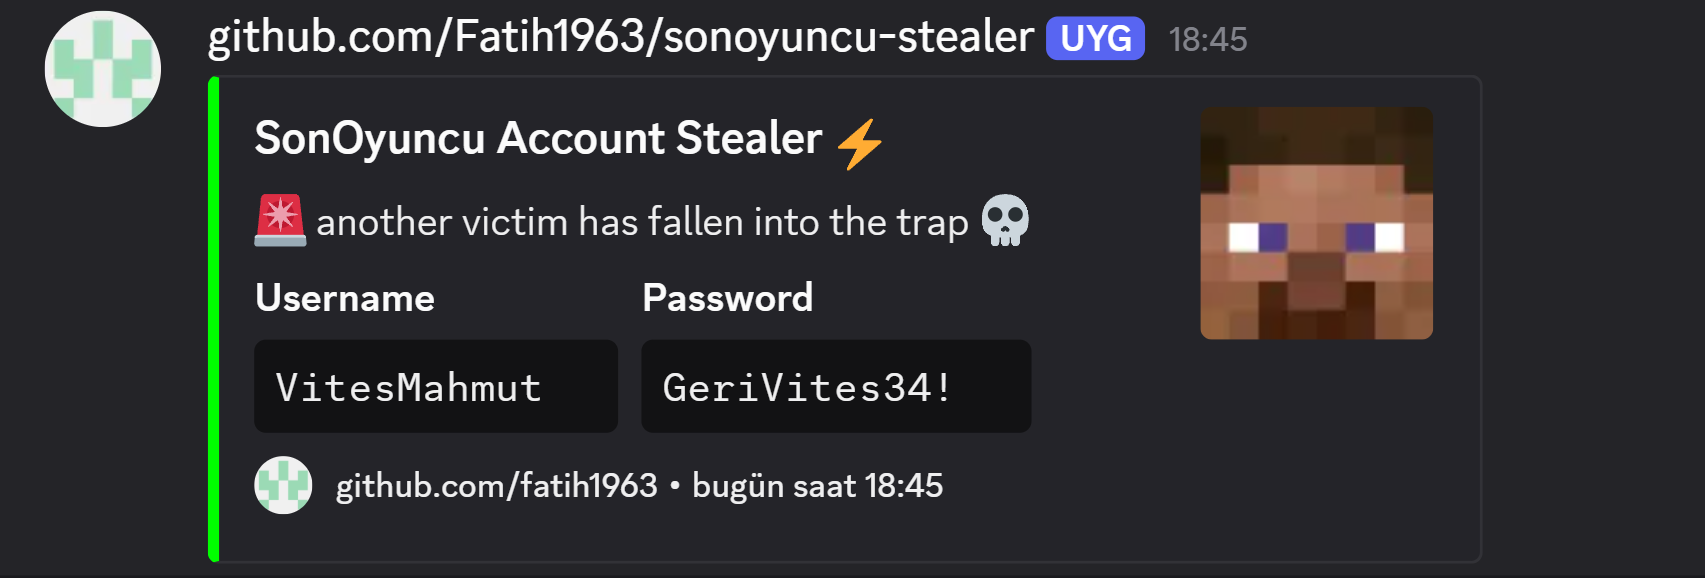 github.com/Fatih1963/sonoyuncu-stealer UYG 18:45
SonOyuncu Account Stealer ⚡
🚨 another victim has fallen into the trap 💀
Username Password
VitesMahmut GeriVites34!
github.com/fatih1963 • bugün saat 18:45